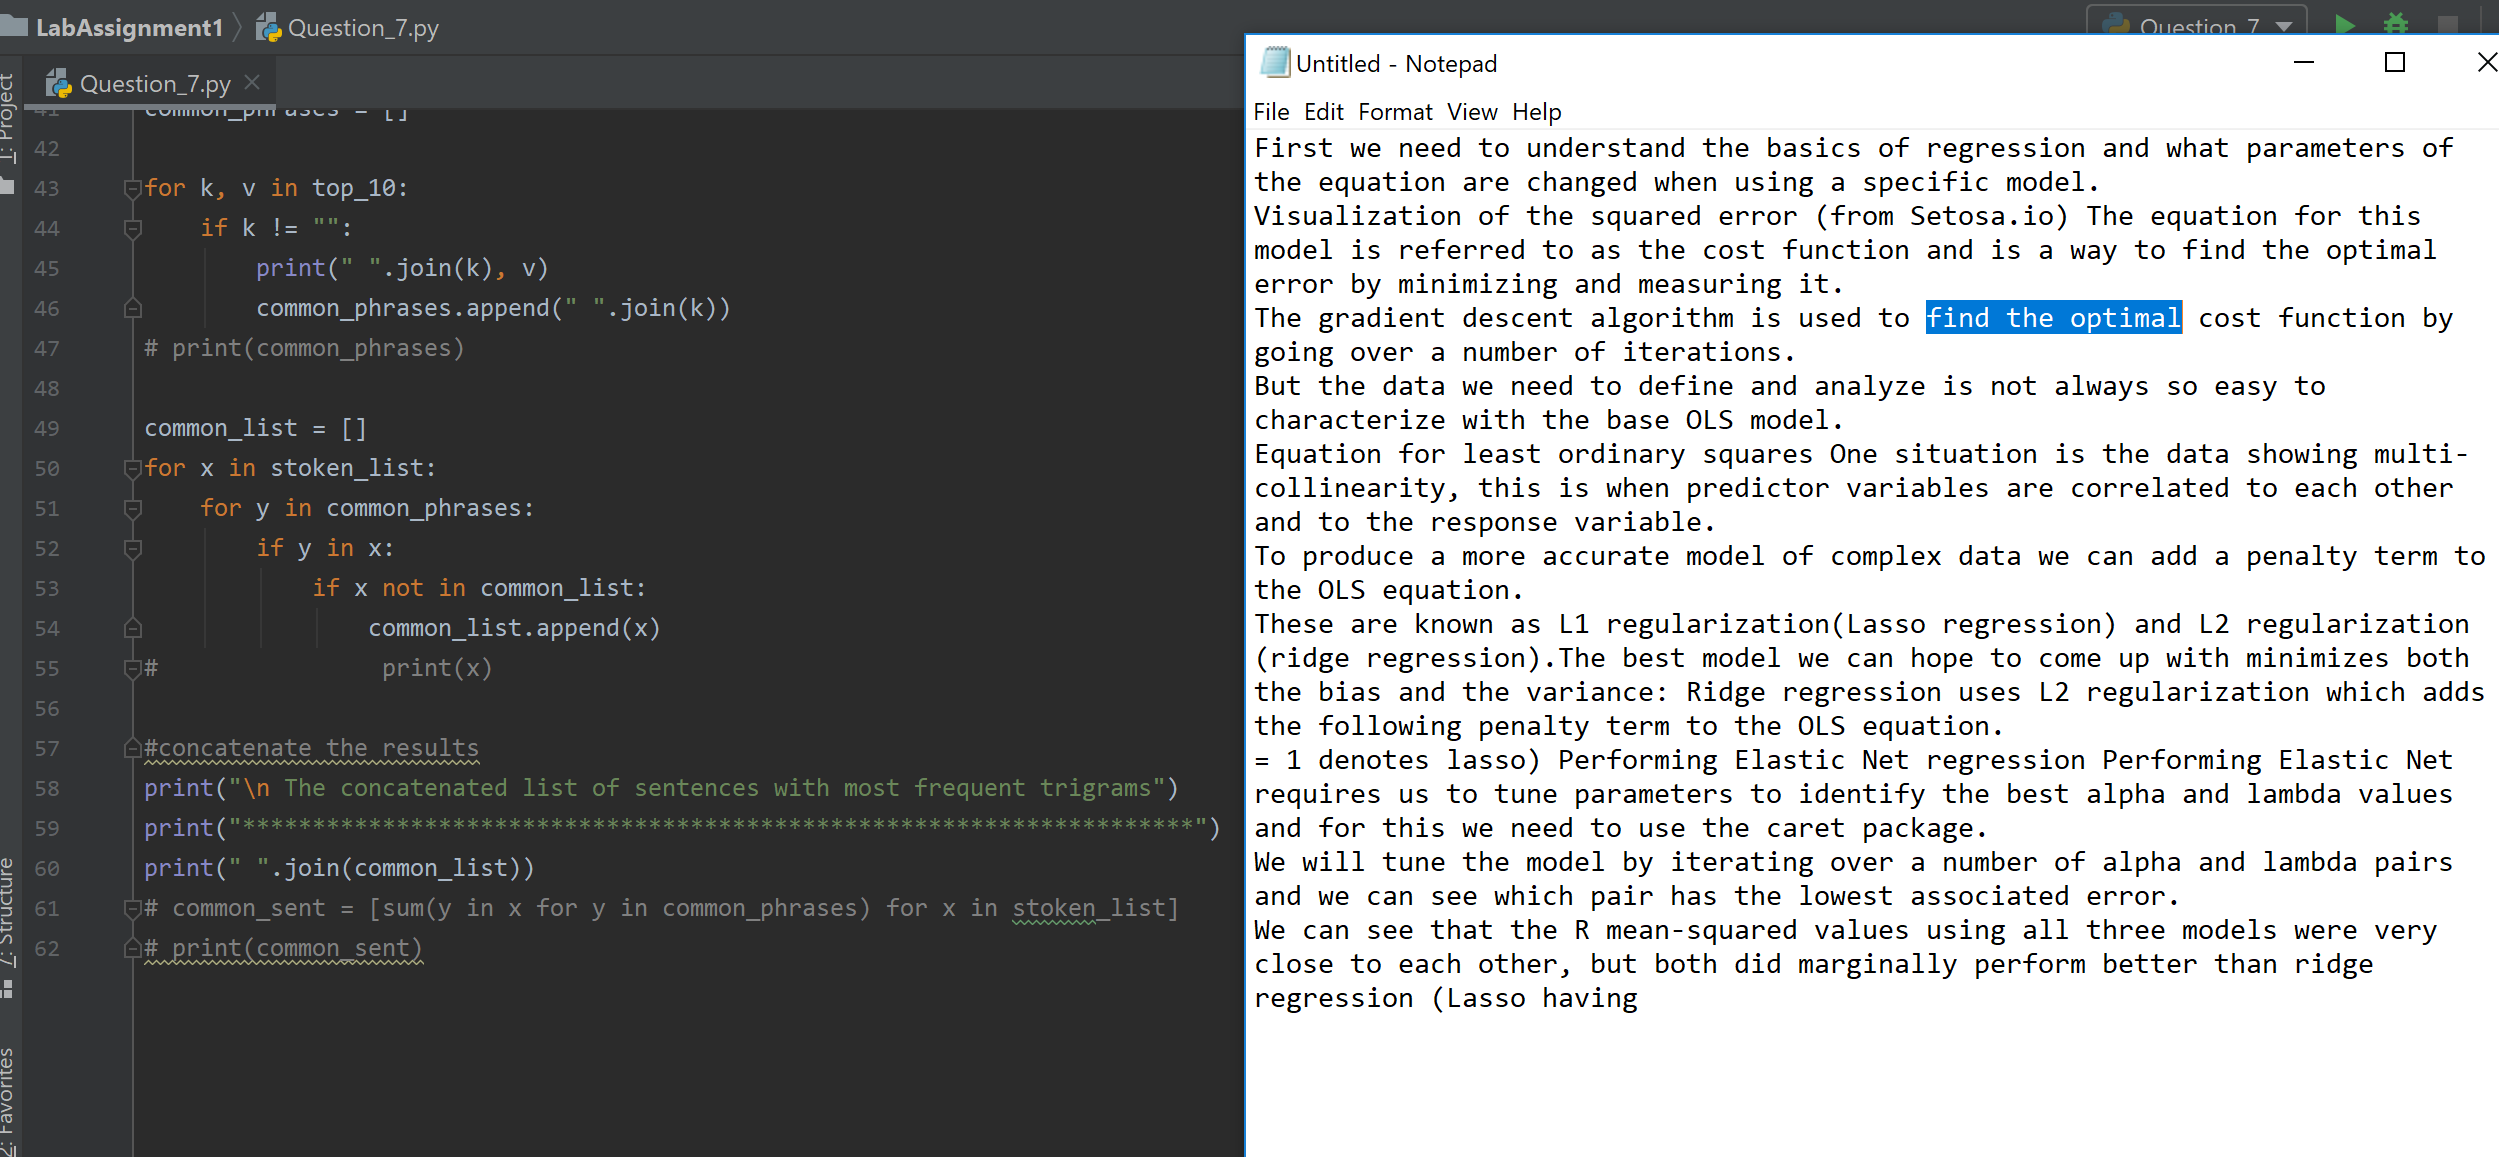 LabAssignment1 Question_7.py
Question_7
Question_7.py
1: Project
7: Structure
2: Favorites
41 common_phrases = []
42
43 for k, v in top_10:
44 if k != "":
45 print(" ".join(k), v)
46 common_phrases.append(" ".join(k))
47 # print(common_phrases)
48
49 common_list = []
50 for x in stoken_list:
51 for y in common_phrases:
52 if y in x:
53 if x not in common_list:
54 common_list.append(x)
55 # print(x)
56
57 #concatenate the results
58 print("\n The concatenated list of sentences with most frequent trigrams")
59 print("********************************************************************")
60 print(" ".join(common_list))
61 # common_sent = [sum(y in x for y in common_phrases) for x in stoken_list]
62 # print(common_sent)
Untitled - Notepad
File Edit Format View Help
First we need to understand the basics of regression and what parameters of
the equation are changed when using a specific model.
Visualization of the squared error (from Setosa.io) The equation for this
model is referred to as the cost function and is a way to find the optimal
error by minimizing and measuring it.
The gradient descent algorithm is used to find the optimal cost function by
going over a number of iterations.
But the data we need to define and analyze is not always so easy to
characterize with the base OLS model.
Equation for least ordinary squares One situation is the data showing multi-
collinearity, this is when predictor variables are correlated to each other
and to the response variable.
To produce a more accurate model of complex data we can add a penalty term to
the OLS equation.
These are known as L1 regularization(Lasso regression) and L2 regularization
(ridge regression).The best model we can hope to come up with minimizes both
the bias and the variance: Ridge regression uses L2 regularization which adds
the following penalty term to the OLS equation.
= 1 denotes lasso) Performing Elastic Net regression Performing Elastic Net
requires us to tune parameters to identify the best alpha and lambda values
and for this we need to use the caret package.
We will tune the model by iterating over a number of alpha and lambda pairs
and we can see which pair has the lowest associated error.
We can see that the R mean-squared values using all three models were very
close to each other, but both did marginally perform better than ridge
regression (Lasso having